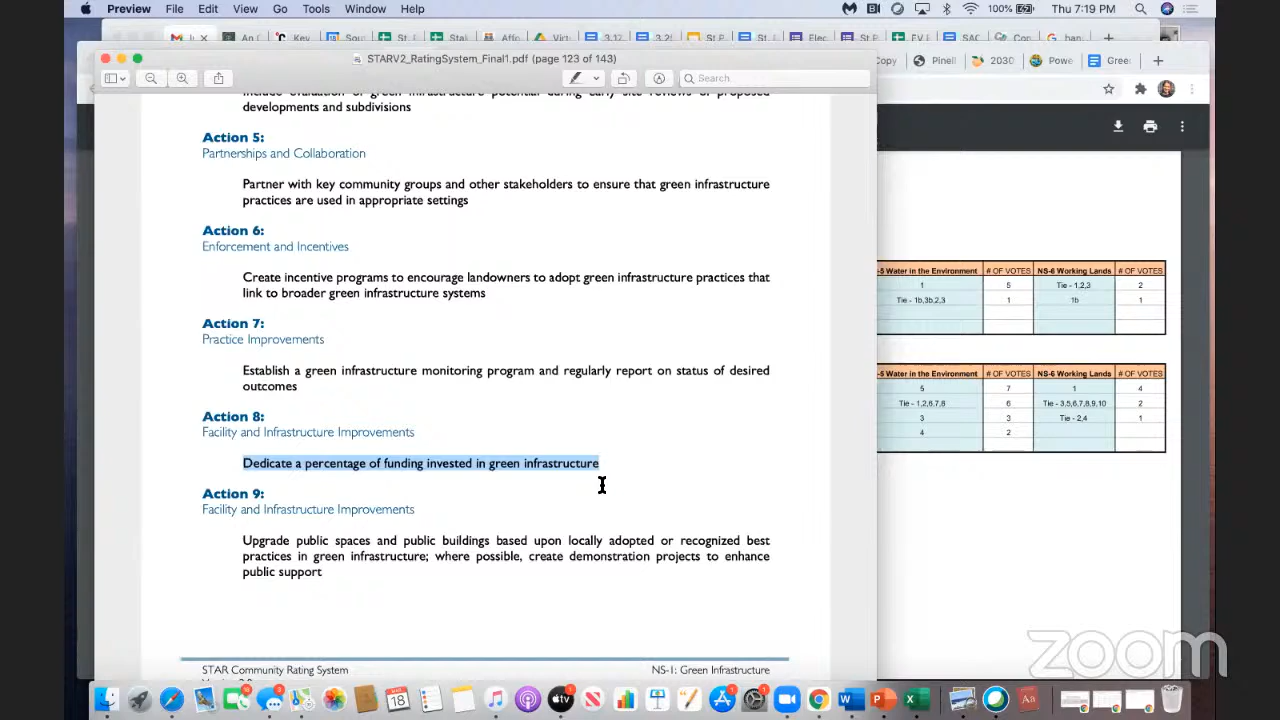 Preview File Edit View Go Tools Window Help 100% Thu 7:19 PM
STARV2_RatingSystem_Final1.pdf (page 123 of 143)
Search
Pinell 2030 Powe Green
developments and subdivisions
Action 5:
Partnerships and Collaboration
Partner with key community groups and other stakeholders to ensure that green infrastructure
practices are used in appropriate settings
Action 6:
Enforcement and Incentives
Create incentive programs to encourage landowners to adopt green infrastructure practices that
link to broader green infrastructure systems
Action 7:
Practice Improvements
Establish a green infrastructure monitoring program and regularly report on status of desired
outcomes
Action 8:
Facility and Infrastructure Improvements
Dedicate a percentage of funding invested in green infrastructure
Action 9:
Facility and Infrastructure Improvements
Upgrade public spaces and public buildings based upon locally adopted or recognized best
practices in green infrastructure; where possible, create demonstration projects to enhance
public support
STAR Community Rating System NS-1: Green Infrastructure
-5 Water in the Environment # OF VOTES NS-6 Working Lands # OF VOTES
1 5 Tie - 1,2,3 2
Tie - 1b,3b,2,3 1 1b 1
-5 Water in the Environment # OF VOTES NS-6 Working Lands # OF VOTES
5 7 1 4
Tie - 1,2,6,7,8 6 Tie - 3,5,6,7,8,9,10 2
3 3 Tie - 2,4 1
4 2
zoom
MAR
18